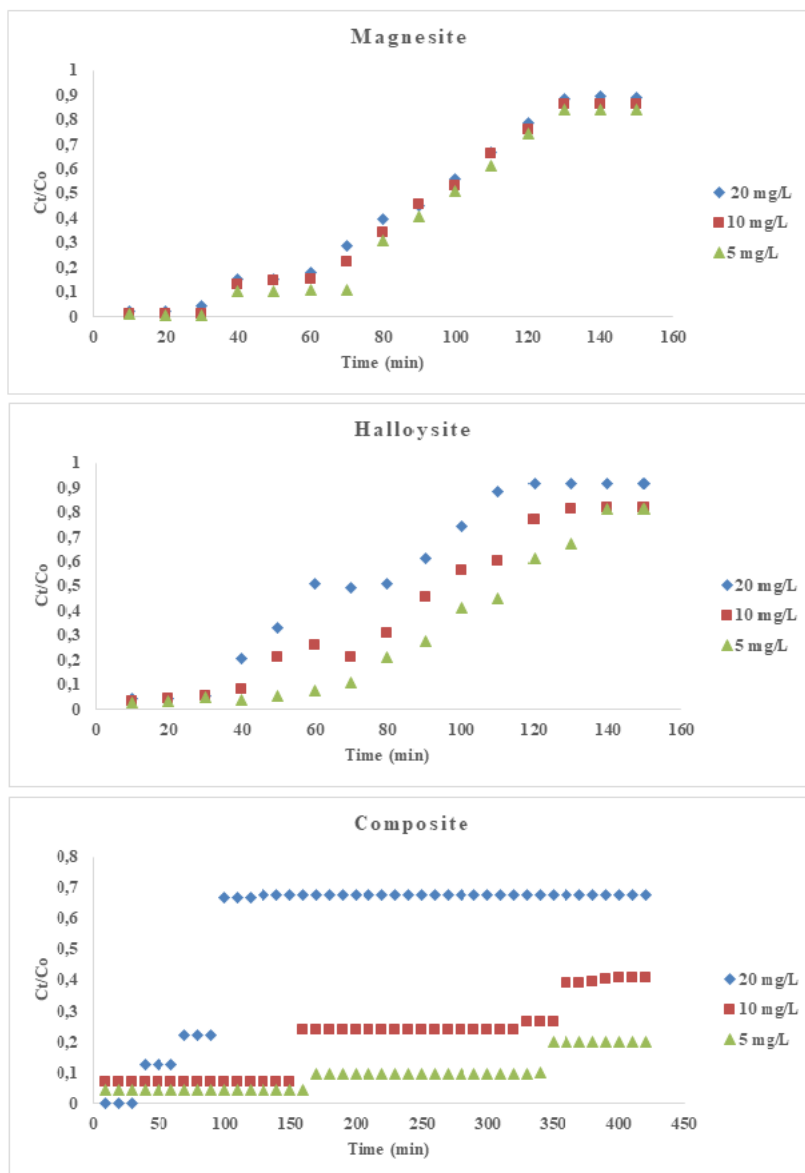 Magnesite
1
0,9
0,8
0,7
0,6
0,5
0,4
0,3
0,2
0,1
0
Ct/Co
0 20 40 60 80 100 120 140 160
Time (min)
20 mg/L
10 mg/L
5 mg/L
Halloysite
1
0,9
0,8
0,7
0,6
0,5
0,4
0,3
0,2
0,1
0
Ct/Co
0 20 40 60 80 100 120 140 160
Time (min)
20 mg/L
10 mg/L
5 mg/L
Composite
0,8
0,7
0,6
0,5
0,4
0,3
0,2
0,1
0
Ct/Co
0 50 100 150 200 250 300 350 400 450
Time (min)
20 mg/L
10 mg/L
5 mg/L